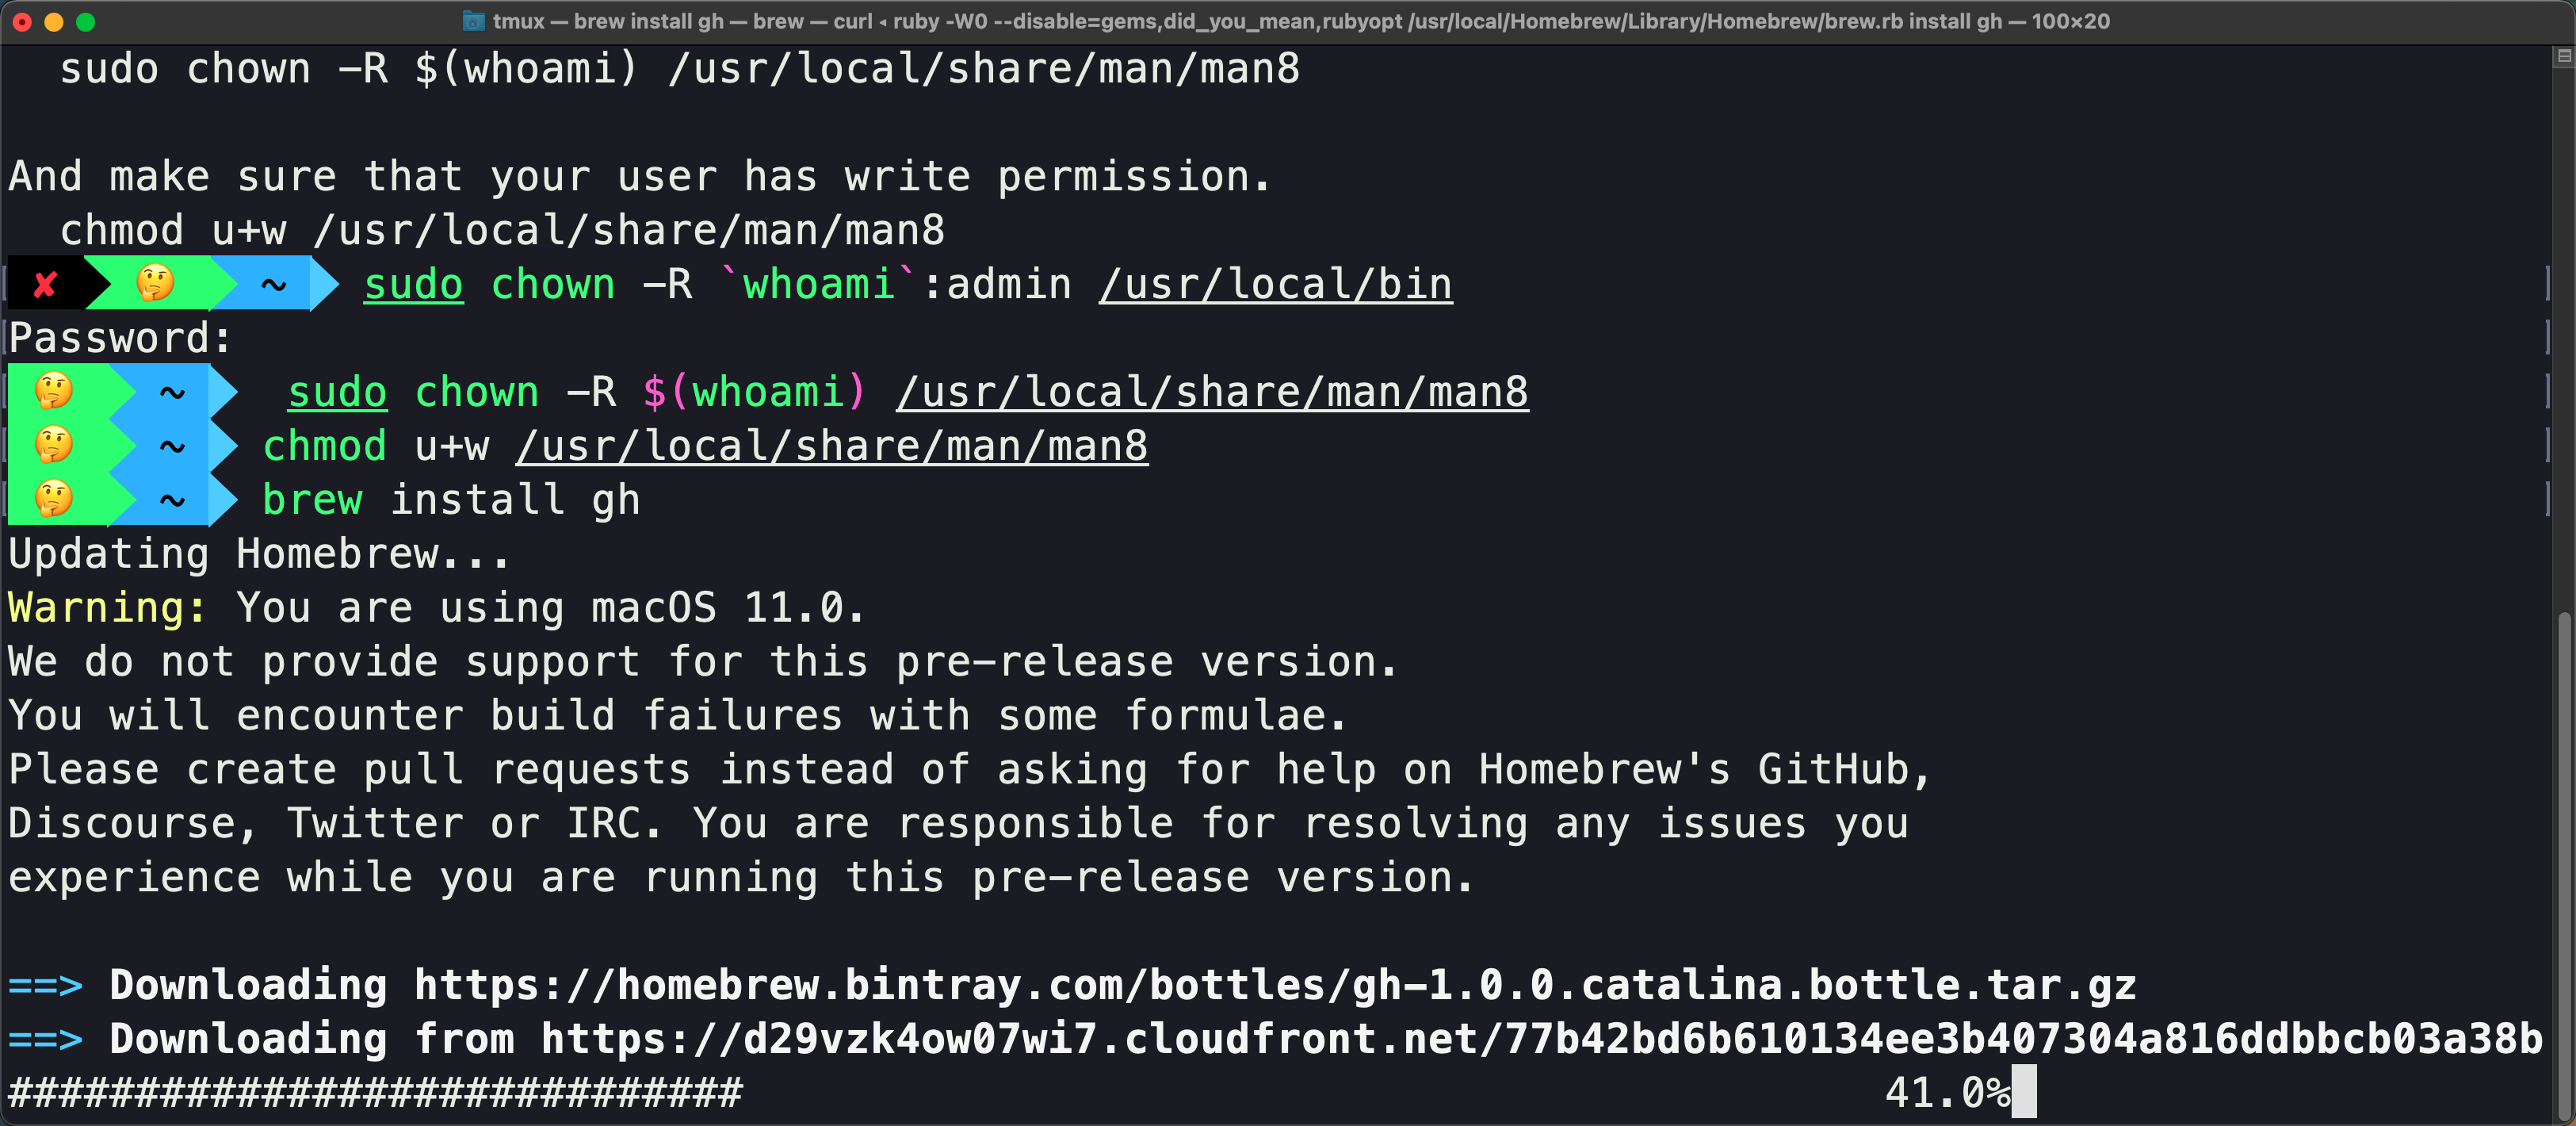 tmux — brew install gh — brew — curl ◂ ruby -W0 --disable=gems,did_you_mean,rubyopt /usr/local/Homebrew/Library/Homebrew/brew.rb install gh — 100×20
sudo chown -R $(whoami) /usr/local/share/man/man8
And make sure that your user has write permission.
chmod u+w /usr/local/share/man/man8
✘ 🤔 ~ sudo chown -R `whoami`:admin /usr/local/bin
Password:
🤔 ~ sudo chown -R $(whoami) /usr/local/share/man/man8
🤔 ~ chmod u+w /usr/local/share/man/man8
🤔 ~ brew install gh
Updating Homebrew...
Warning: You are using macOS 11.0.
We do not provide support for this pre-release version.
You will encounter build failures with some formulae.
Please create pull requests instead of asking for help on Homebrew's GitHub,
Discourse, Twitter or IRC. You are responsible for resolving any issues you
experience while you are running this pre-release version.
==> Downloading https://homebrew.bintray.com/bottles/gh-1.0.0.catalina.bottle.tar.gz
==> Downloading from https://d29vzk4ow07wi7.cloudfront.net/77b42bd6b610134ee3b407304a816ddbbcb03a38b
############################# 41.0%